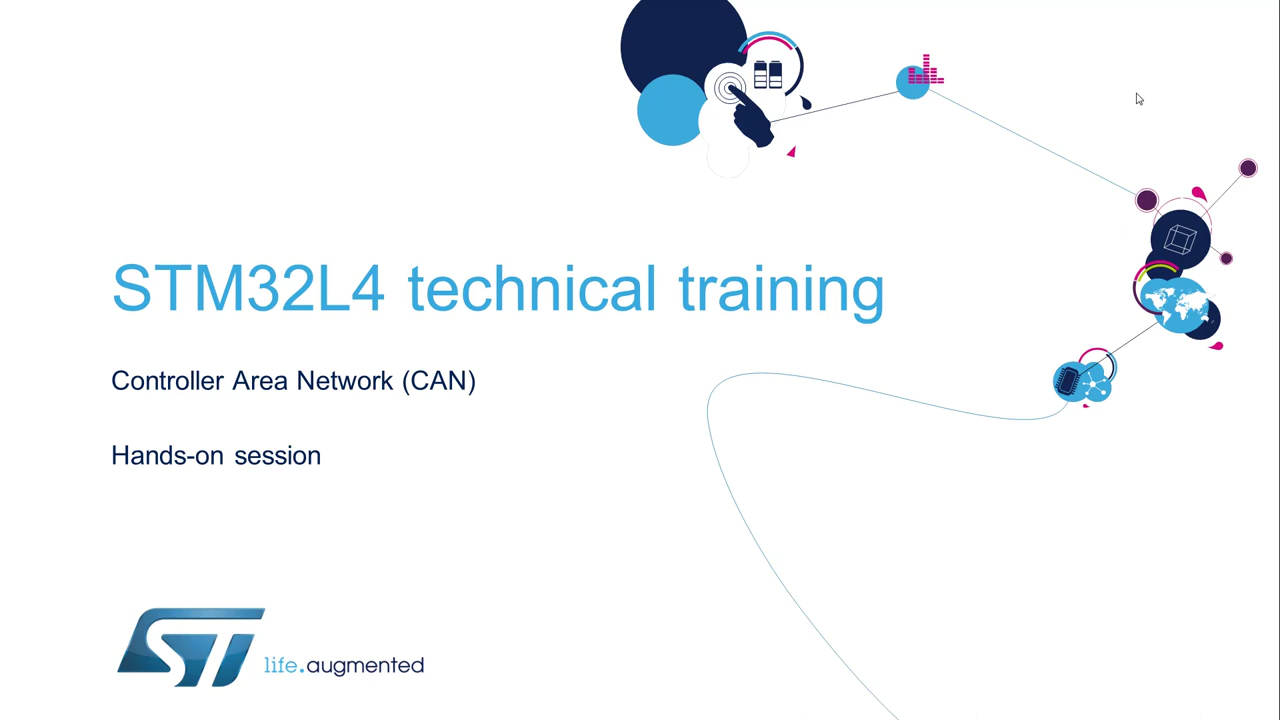 STM32L4 technical training
Controller Area Network (CAN)
Hands-on session
ST life.augmented